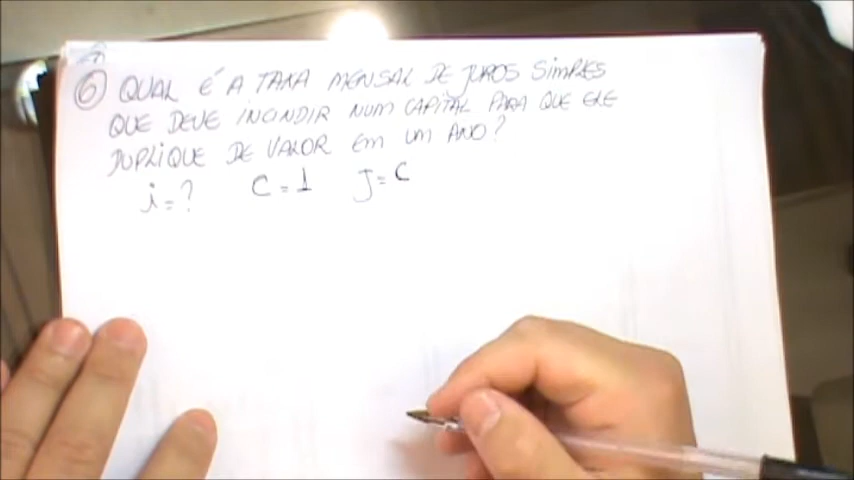 6 QUAL É A TAXA MENSAL DE JUROS SIMPLES
QUE DEVE INCINDIR NUM CAPITAL PARA QUE ELE
DUPLIQUE DE VALOR EM UM ANO?
i = ? C = 1 J = C